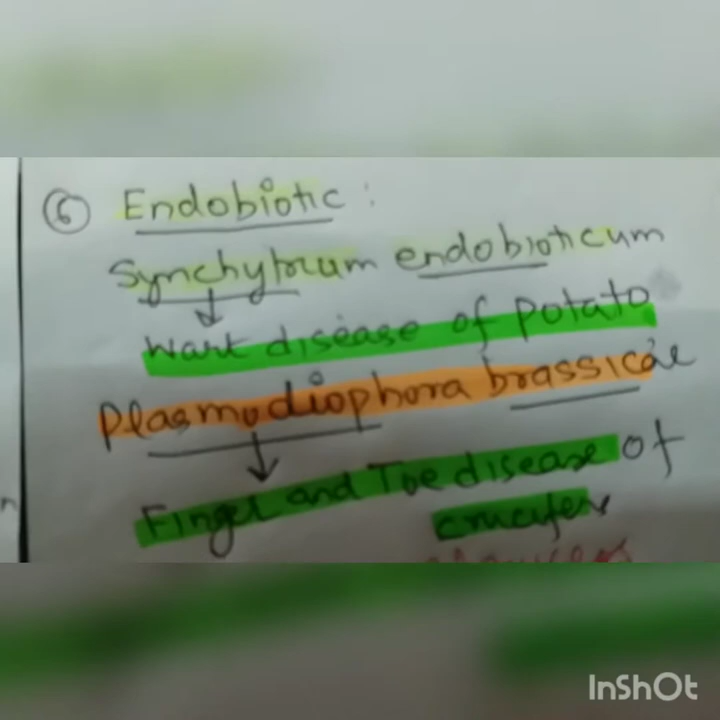 6 Endobiotic :
Synchytrium endobioticum
Wart disease of Potato
Plasmodiophora brassicae
Finger and Toe disease of
crucifers
InShOt